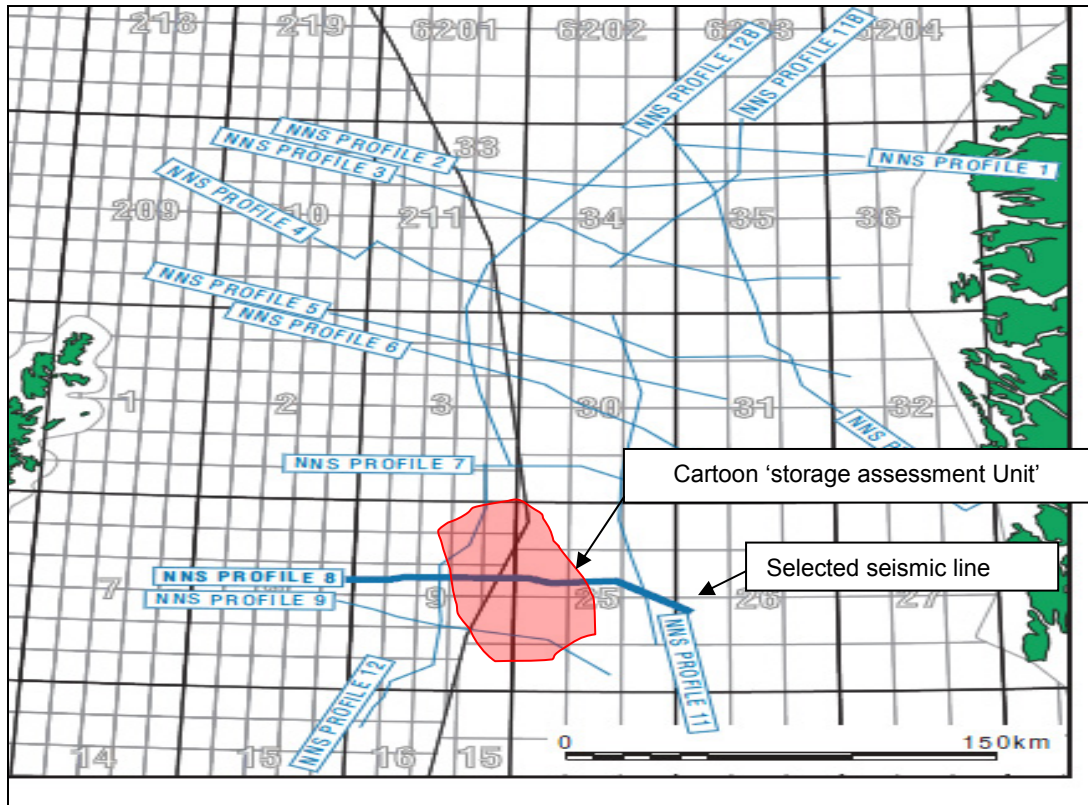 218
219
6201
6202
6203
6204
NNS PROFILE 12B
NNS PROFILE 11B
NNS PROFILE 2
33
NNS PROFILE 3
NNS PROFILE 1
NNS PROFILE 4
209
10
211
34
35
36
NNS PROFILE 5
NNS PROFILE 6
1
2
3
30
31
32
NNS P
NNS PROFILE 7
Cartoon 'storage assessment Unit'
NNS PROFILE 8
Selected seismic line
7
9
25
26
27
NNS PROFILE 9
NNS PROFILE 12
NNS PROFILE 11
14
15
16
15
0
150km